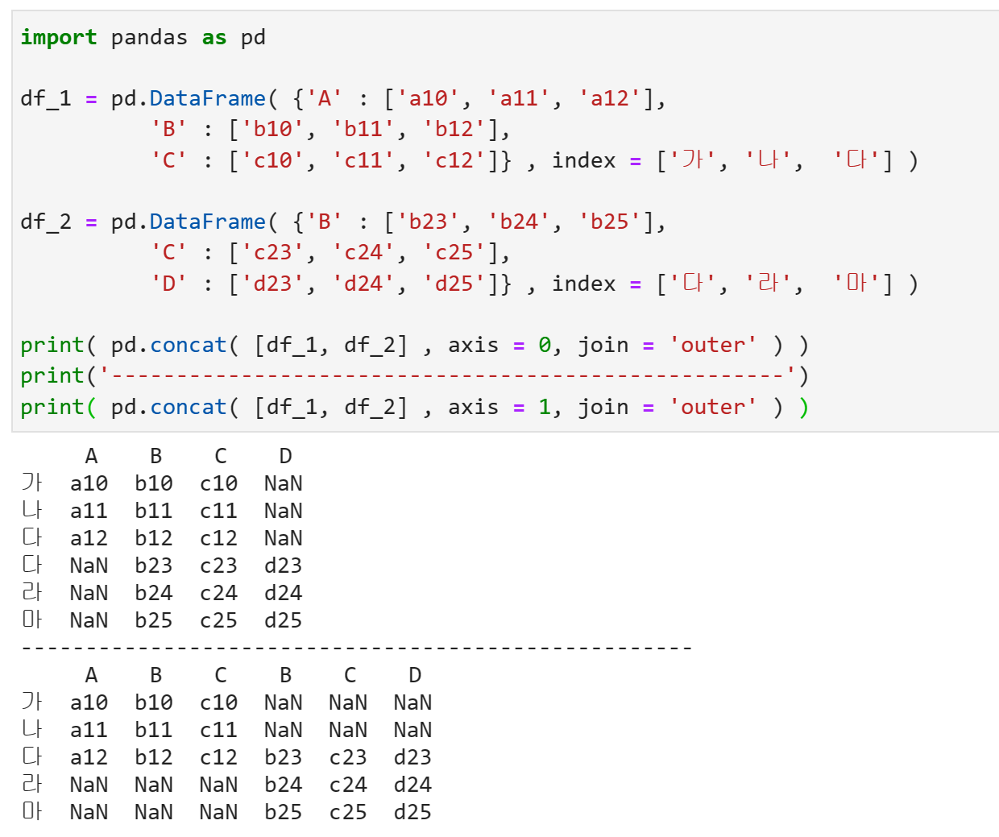 import pandas as pd
df_1 = pd.DataFrame( {'A' : ['a10', 'a11', 'a12'],
'B' : ['b10', 'b11', 'b12'],
'C' : ['c10', 'c11', 'c12']} , index = ['가', '나',  '다'] )
df_2 = pd.DataFrame( {'B' : ['b23', 'b24', 'b25'],
'C' : ['c23', 'c24', 'c25'],
'D' : ['d23', 'd24', 'd25']} , index = ['다', '라',  '마'] )
print( pd.concat( [df_1, df_2] , axis = 0, join = 'outer' ) )
print('----------------------------------------------------')
print( pd.concat( [df_1, df_2] , axis = 1, join = 'outer' ) )
A B C D
가 a10 b10 c10 NaN
나 a11 b11 c11 NaN
다 a12 b12 c12 NaN
다 NaN b23 c23 d23
라 NaN b24 c24 d24
마 NaN b25 c25 d25
----------------------------------------------------
A B C B C D
가 a10 b10 c10 NaN NaN NaN
나 a11 b11 c11 NaN NaN NaN
다 a12 b12 c12 b23 c23 d23
라 NaN NaN NaN b24 c24 d24
마 NaN NaN NaN b25 c25 d25